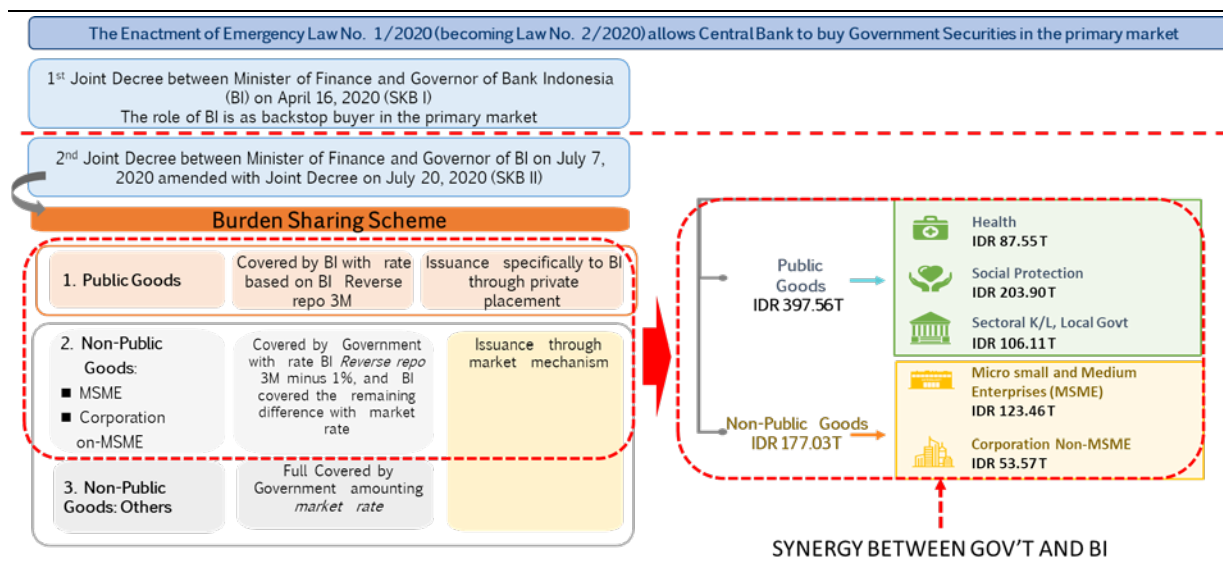 The Enactment of Emergency Law No. 1/2020 (becoming Law No. 2/2020) allows Central Bank to buy Government Securities in the primary market
1st Joint Decree between Minister of Finance and Governor of Bank Indonesia
(BI) on April 16, 2020 (SKB I)
The role of BI is as backstop buyer in the primary market
2nd Joint Decree between Minister of Finance and Governor of BI on July 7,
2020 amended with Joint Decree on July 20, 2020 (SKB II)
Burden Sharing Scheme
1. Public Goods
Covered by BI with rate
based on BI Reverse
repo 3M
Issuance specifically to BI
through private
placement
2. Non-Public
Goods:
■ MSME
■ Corporation
on-MSME
Covered by Government
with rate BI Reverse repo
3M minus 1%, and BI
covered the remaining
difference with market
rate
Issuance through
market mechanism
3. Non-Public
Goods: Others
Full Covered by
Government amounting
market rate
Public
Goods
IDR 397.56T
Health
IDR 87.55T
Social Protection
IDR 203.90T
Sectoral K/L, Local Govt
IDR 106.11T
Non-Public Goods
IDR 177.03T
Micro small and Medium
Enterprises (MSME)
IDR 123.46T
Corporation Non-MSME
IDR 53.57T
SYNERGY BETWEEN GOV'T AND BI